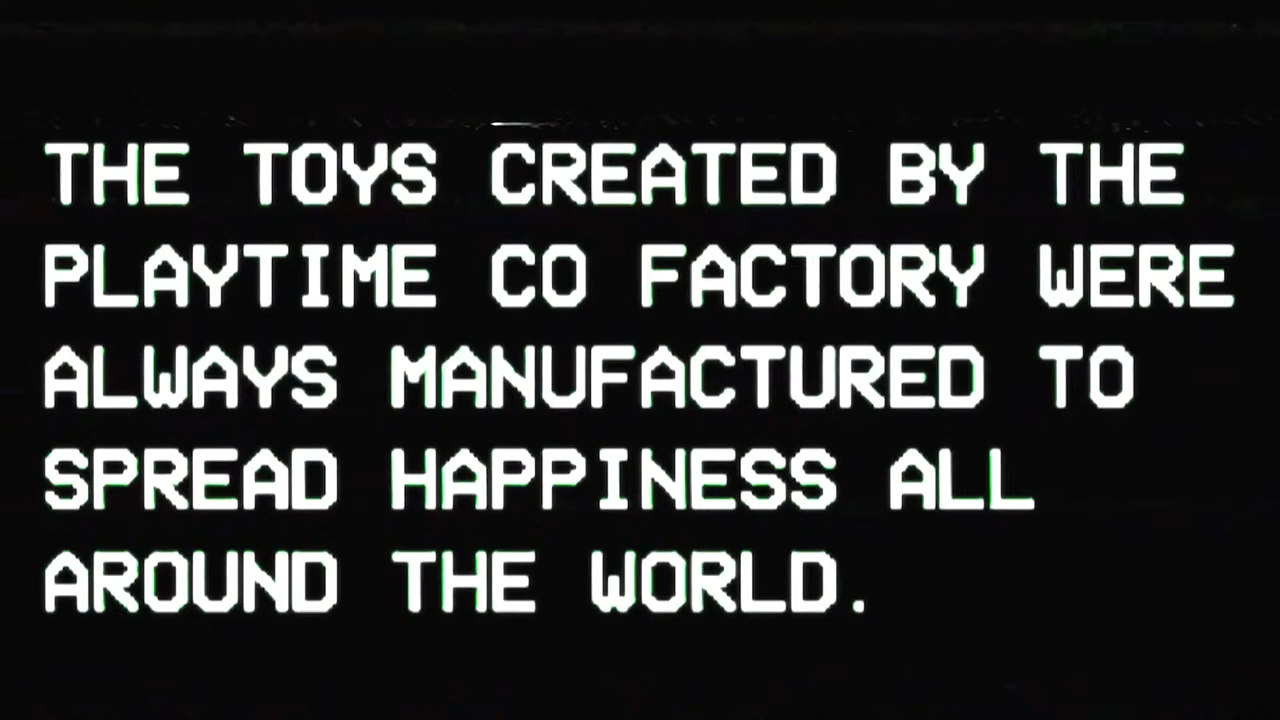 THE TOYS CREATED BY THE
PLAYTIME CO FACTORY WERE
ALWAYS MANUFACTURED TO
SPREAD HAPPINESS ALL
AROUND THE WORLD.